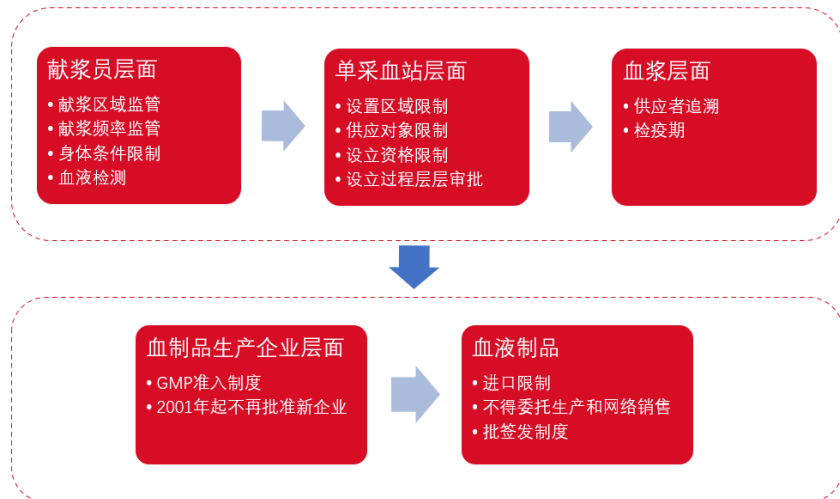 献浆员层面
• 献浆区域监管
• 献浆频率监管
• 身体条件限制
• 血液检测
单采血站层面
• 设置区域限制
• 供应对象限制
• 设立资格限制
• 设立过程层层审批
血浆层面
• 供应者追溯
• 检疫期
血制品生产企业层面
• GMP准入制度
• 2001年起不再批准新企业
血液制品
• 进口限制
• 不得委托生产和网络销售
• 批签发制度